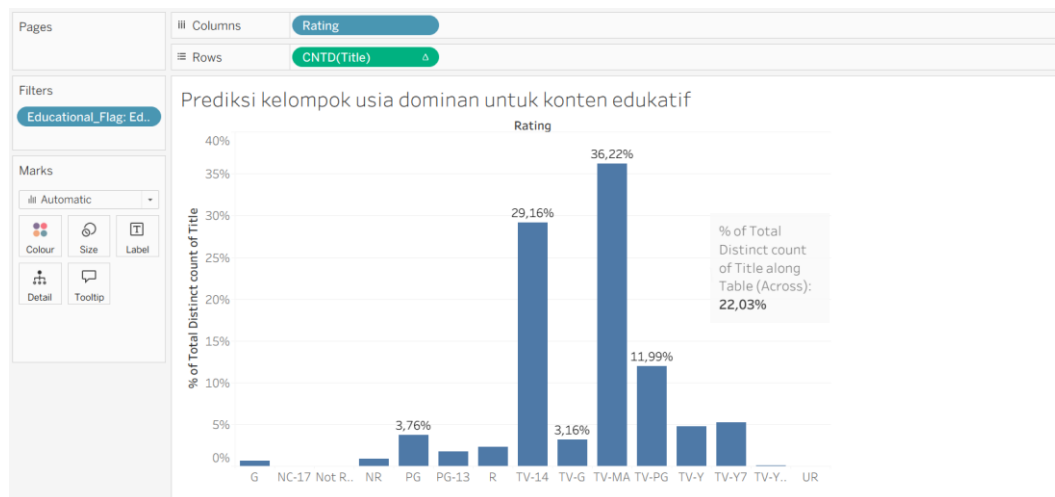 Pages
Columns
Rating
Rows
CNTD(Title)
Filters
Educational_Flag: Ed..
Marks
Automatic
Colour
Size
Label
Detail
Tooltip
Prediksi kelompok usia dominan untuk konten edukatif
Rating
40%
35%
30%
25%
20%
15%
10%
5%
0%
% of Total Distinct count of Title
3,76%
29,16%
3,16%
36,22%
11,99%
% of Total
Distinct count
of Title along
Table (Across):
22,03%
G NC-17 Not R.. NR PG PG-13 R TV-14 TV-G TV-MA TV-PG TV-Y TV-Y7 TV-Y.. UR